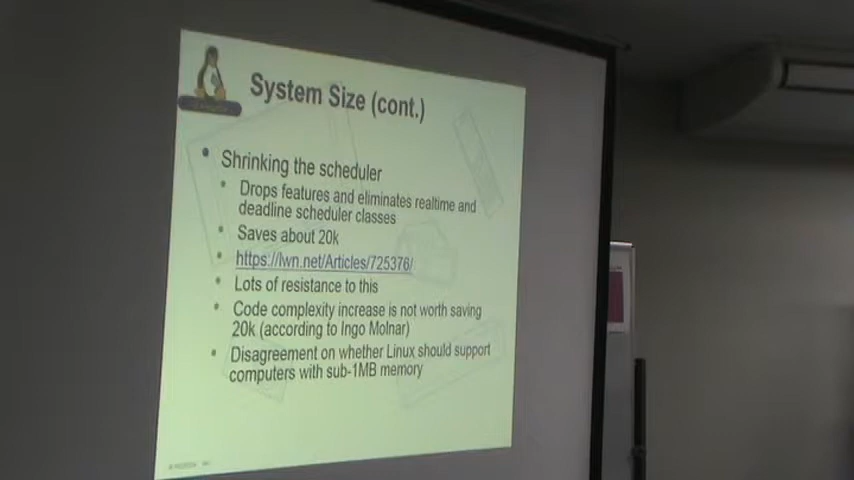 System Size (cont.)
• Shrinking the scheduler
• Drops features and eliminates realtime and
deadline scheduler classes
• Saves about 20k
• https://lwn.net/Articles/725376/
• Lots of resistance to this
• Code complexity increase is not worth saving
20k (according to Ingo Molnar)
• Disagreement on whether Linux should support
computers with sub-1MB memory